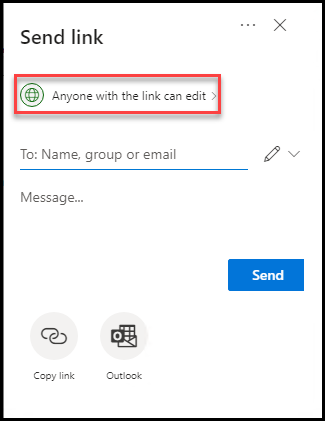 Send link
Anyone with the link can edit
To: Name, group or email
Message...
Send
Copy link
Outlook